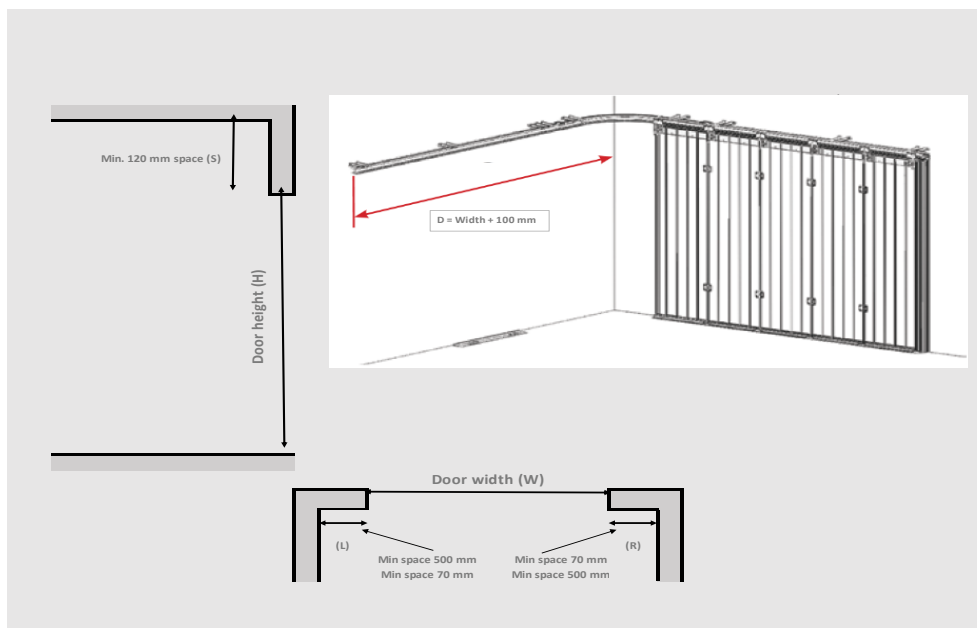 Min. 120 mm space (S)
D = Width + 100 mm
Door height (H)
Door width (W)
(L)
(R)
Min space 500 mm
Min space 70 mm
Min space 70 mm
Min space 500 mm